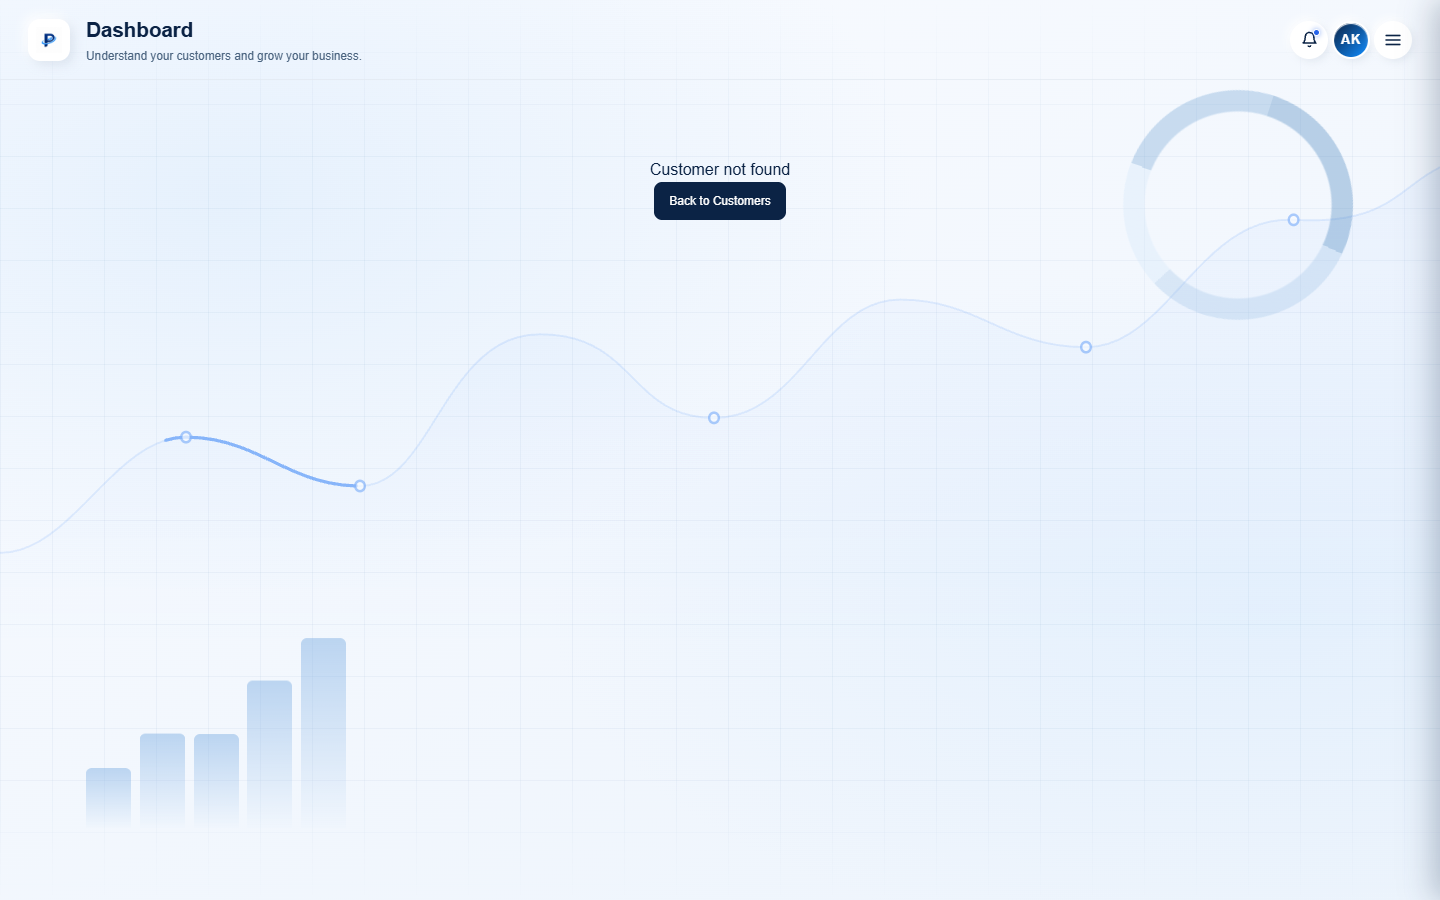 P
Dashboard
Understand your customers and grow your business.
AK
Customer not found
Back to Customers